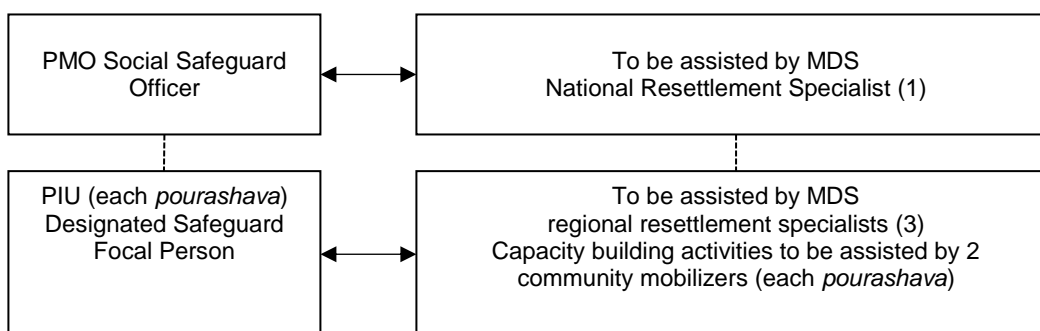 PMO Social Safeguard
Officer
To be assisted by MDS
National Resettlement Specialist (1)
PIU (each pourashava)
Designated Safeguard
Focal Person
To be assisted by MDS
regional resettlement specialists (3)
Capacity building activities to be assisted by 2
community mobilizers (each pourashava)